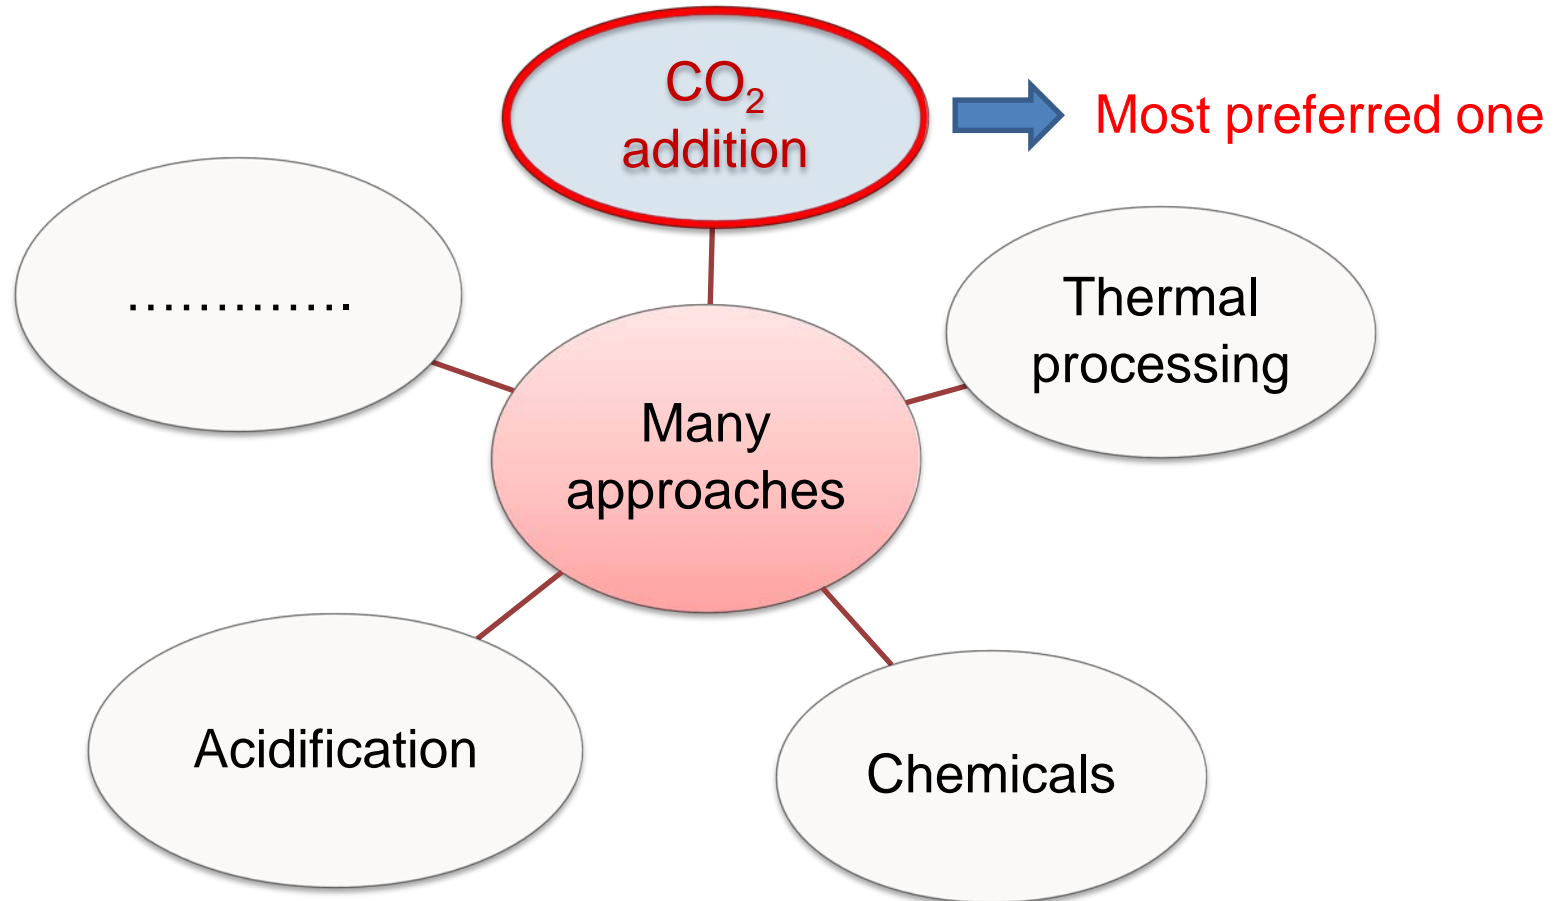 CO₂
addition
Most preferred one
………….
Thermal
processing
Many
approaches
Acidification
Chemicals